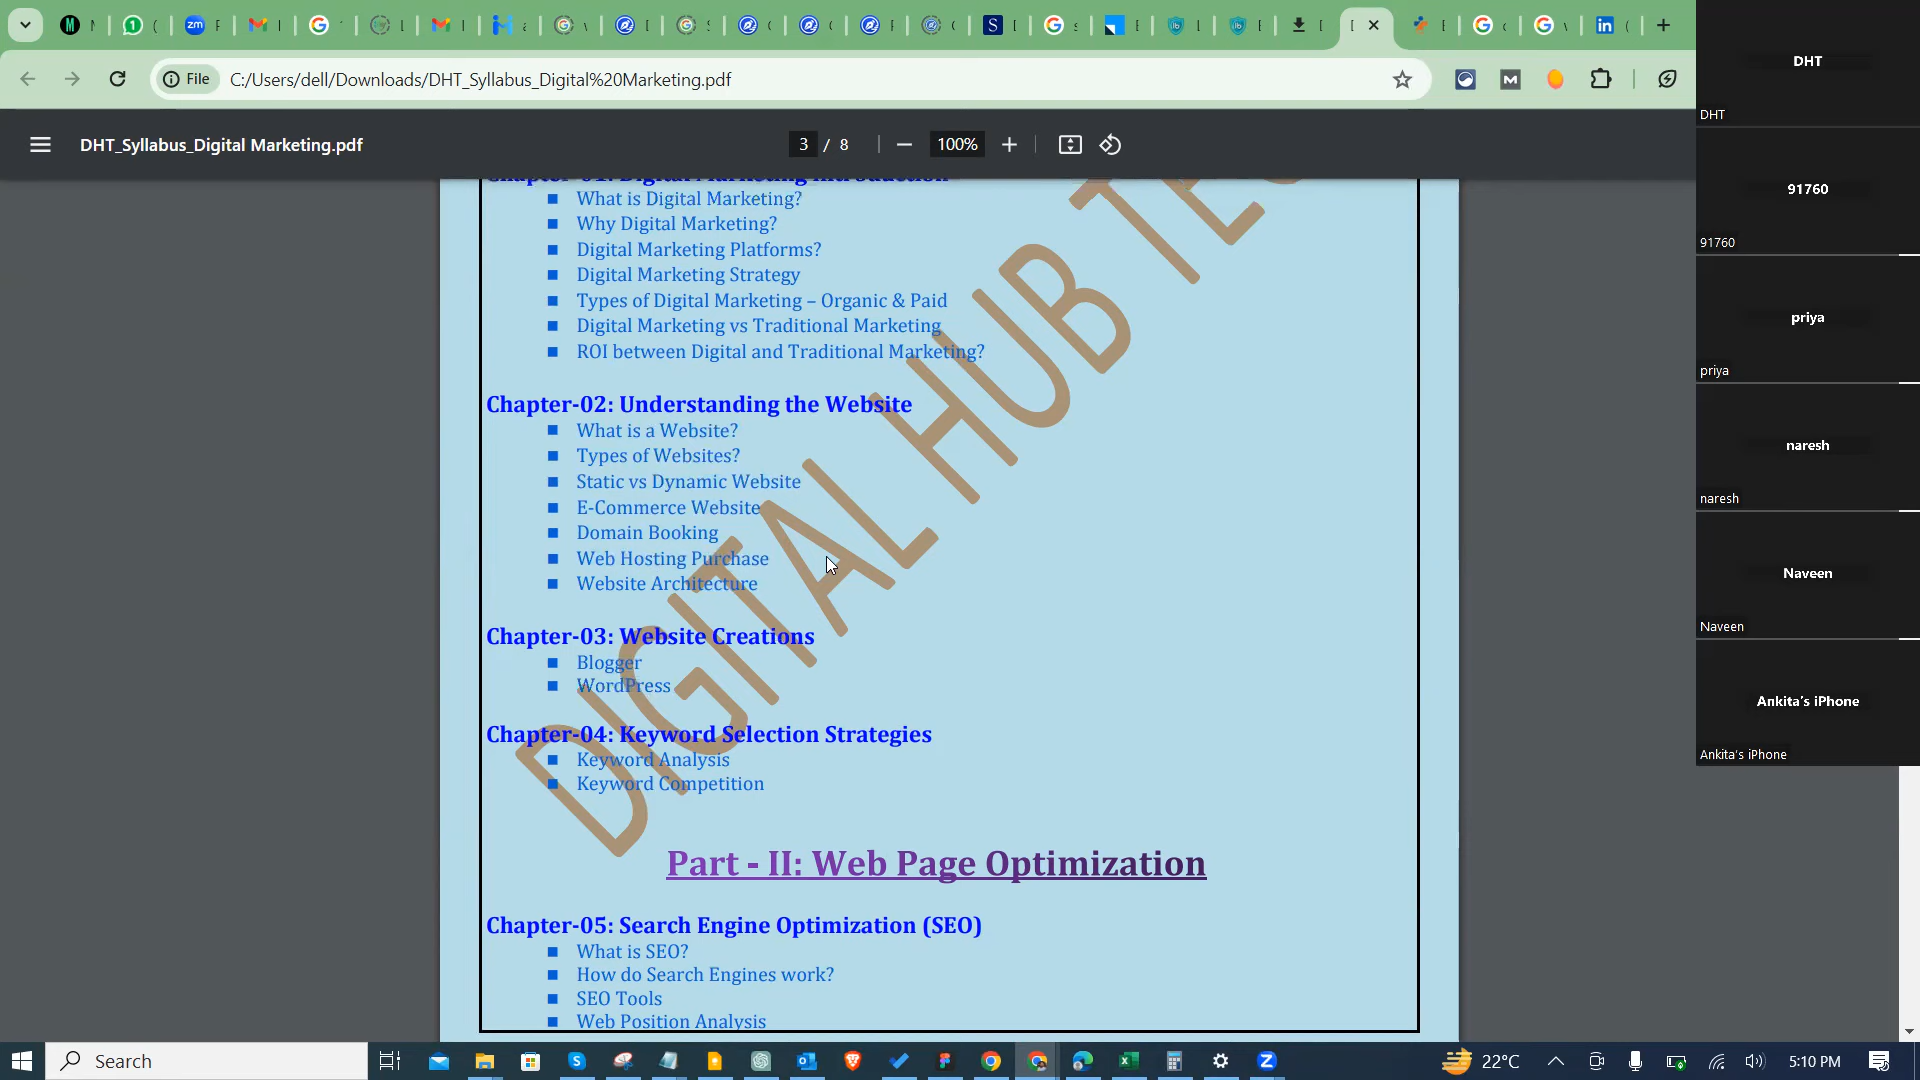 DHT
File
C:/Users/dell/Downloads/DHT_Syllabus_Digital%20Marketing.pdf
DHT
91760
DHT_Syllabus_Digital Marketing.pdf
3 / 8
100%
What is Digital Marketing?
Why Digital Marketing?
Digital Marketing Platforms?
Digital Marketing Strategy
Types of Digital Marketing – Organic & Paid
Digital Marketing vs Traditional Marketing
ROI between Digital and Traditional Marketing?
Chapter-02: Understanding the Website
What is a Website?
Types of Websites?
Static vs Dynamic Website
E-Commerce Website
Domain Booking
Web Hosting Purchase
Website Architecture
Chapter-03: Website Creations
Blogger
WordPress
Chapter-04: Keyword Selection Strategies
Keyword Analysis
Keyword Competition
Part - II: Web Page Optimization
Chapter-05: Search Engine Optimization (SEO)
What is SEO?
How do Search Engines work?
SEO Tools
Web Position Analysis
DIGITAL HUB
91760
priya
priya
naresh
naresh
Naveen
Naveen
Ankita's iPhone
Ankita's iPhone
Search
22°C
5:10 PM